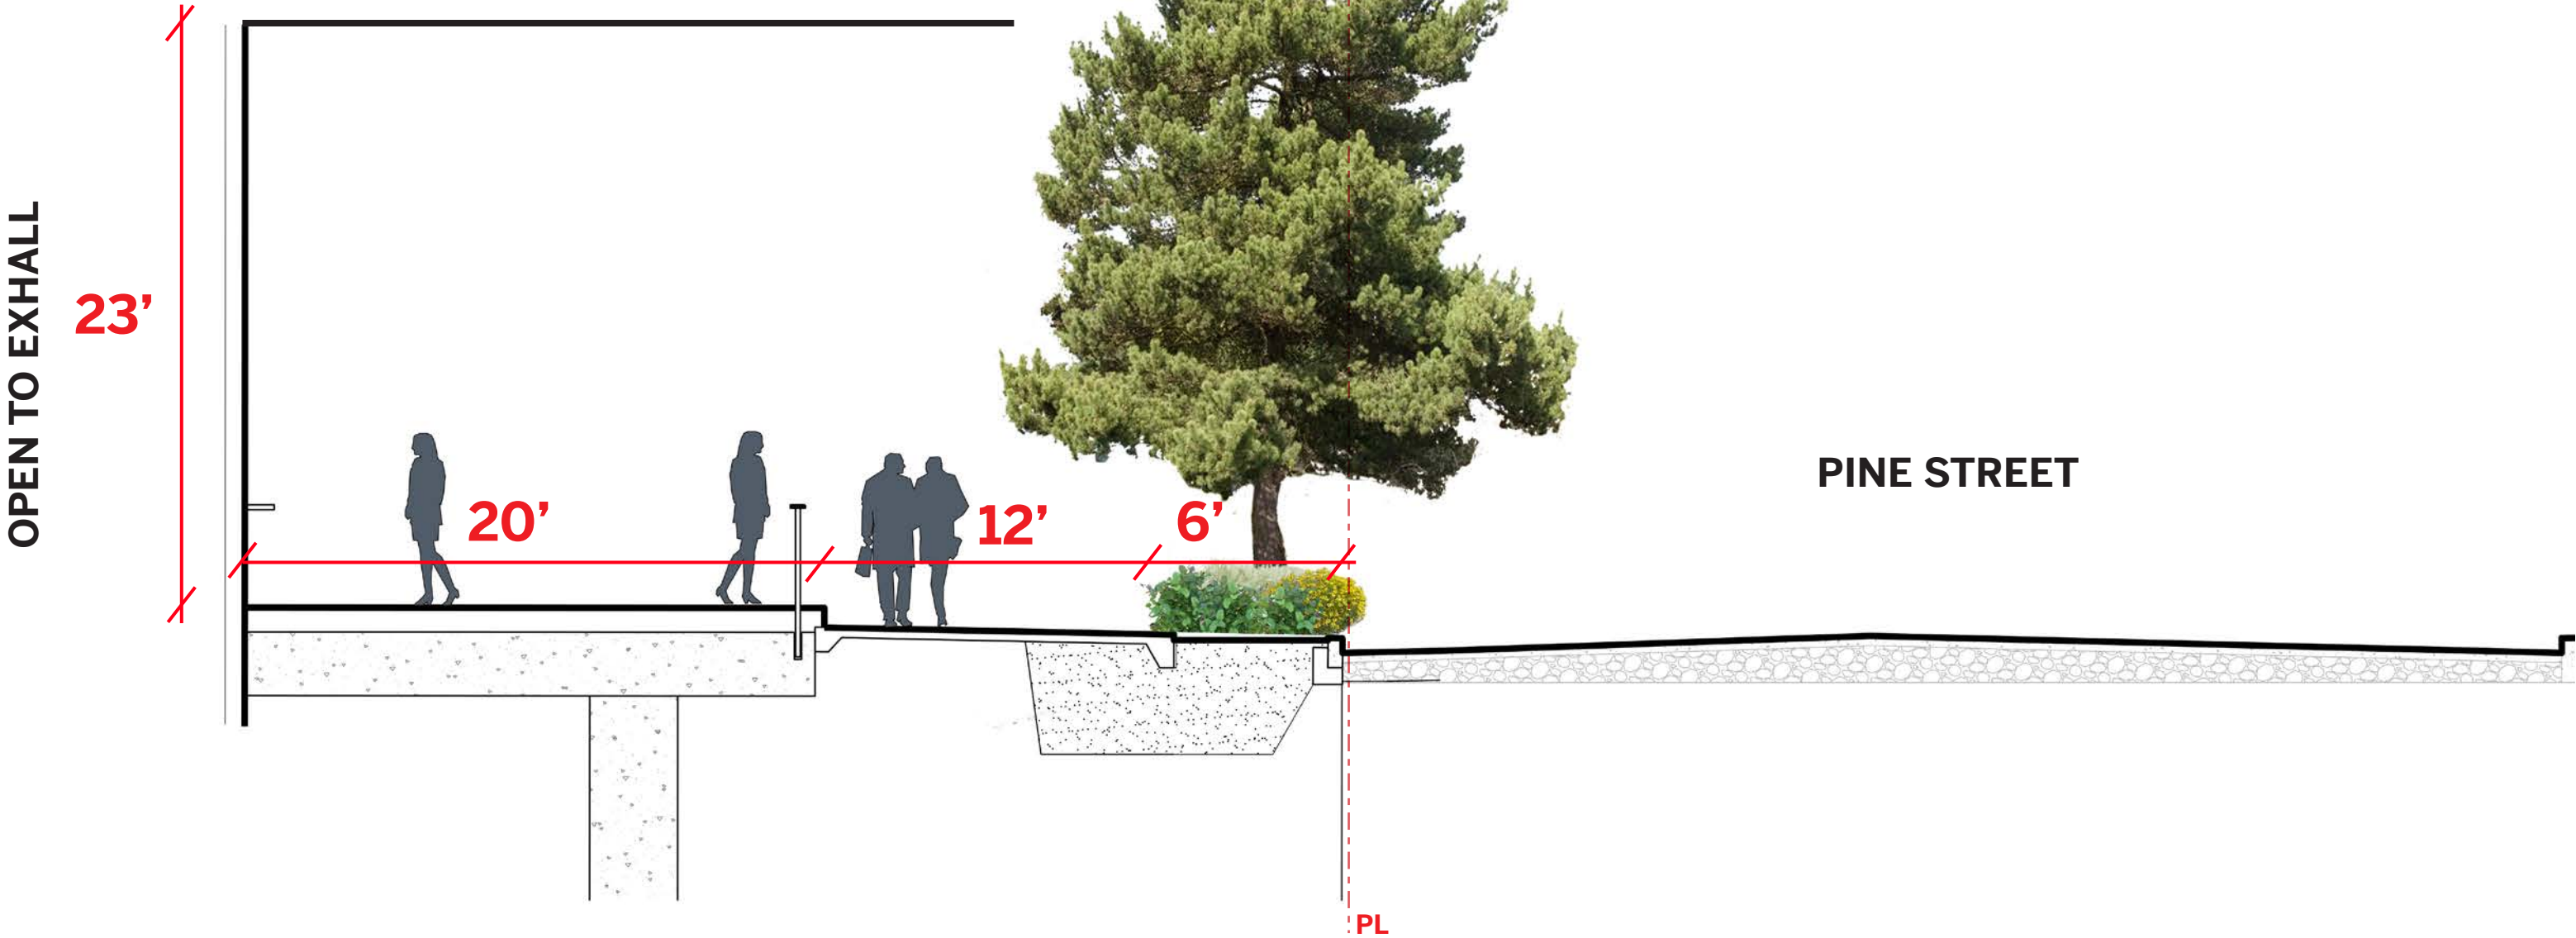 OPEN TO EXHALL
23’
20’
12’
6’
PINE STREET
PL